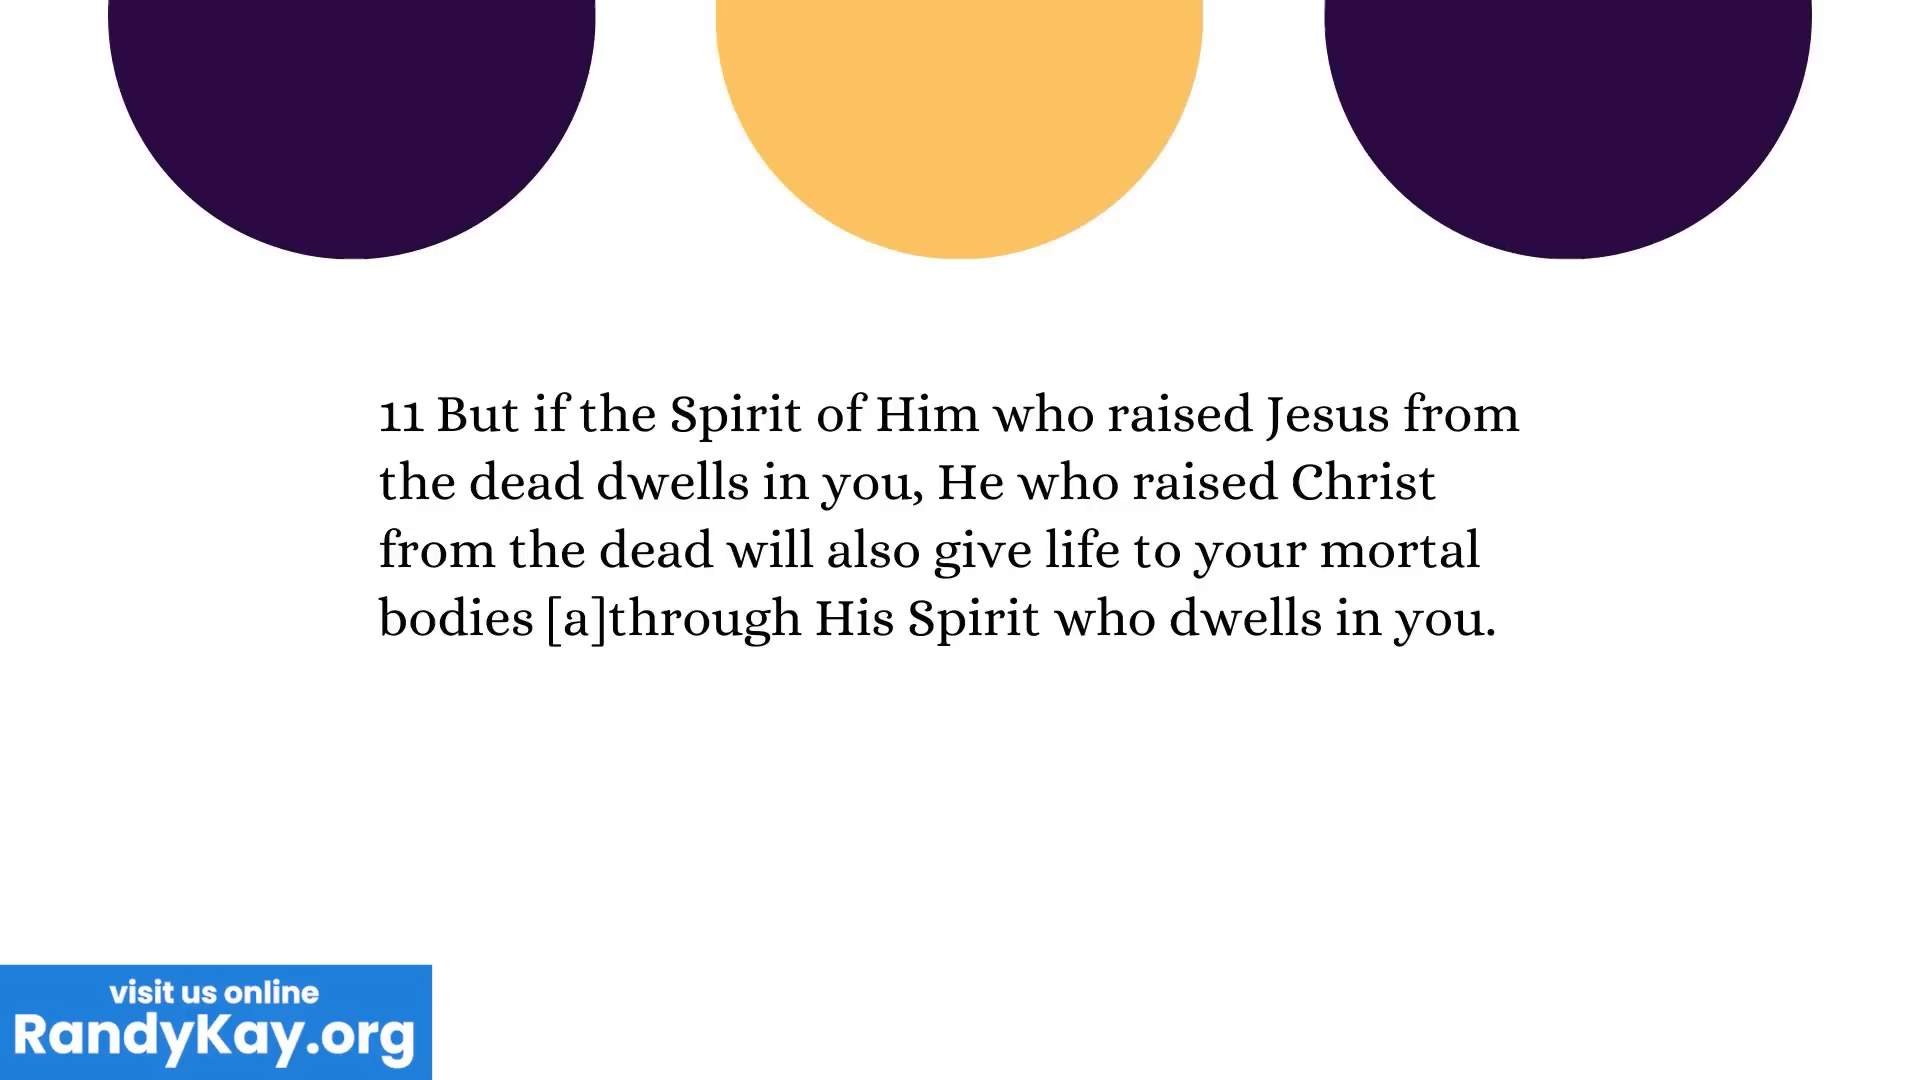 11 But if the Spirit of Him who raised Jesus from
the dead dwells in you, He who raised Christ
from the dead will also give life to your mortal
bodies [a]through His Spirit who dwells in you.
visit us online
RandyKay.org